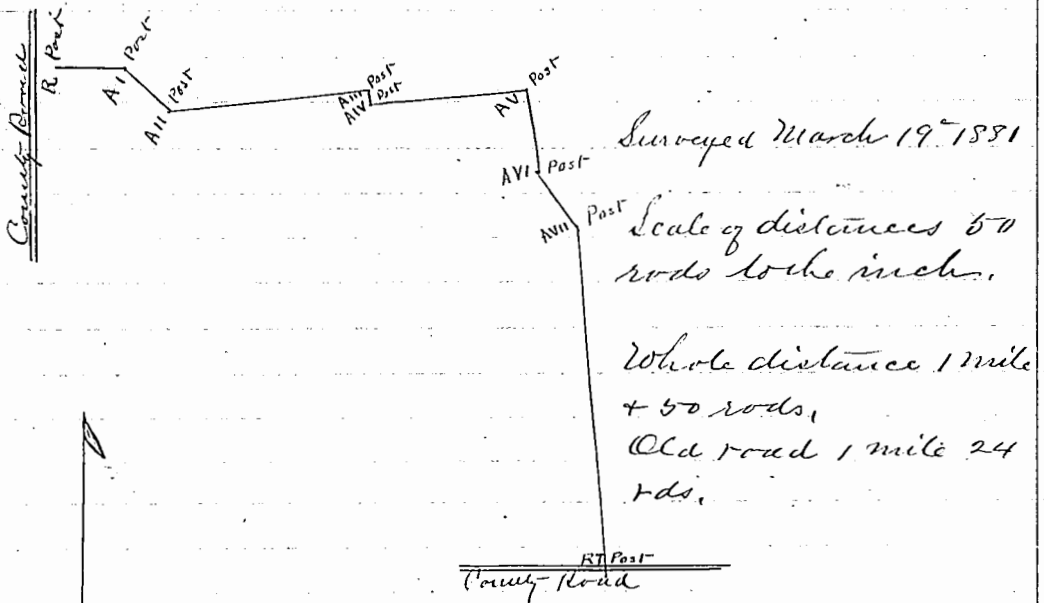 County Road
R Post
A I Post
A II Post
A III Post
A IV Post
A V Post
A VI Post
A VII Post
Surveyed March 19th 1881
Scale of distances 50
rods to the inch.
Whole distance 1 mile
+ 50 rods,
Old road 1 mile 24
rds,
RT Post
County Road